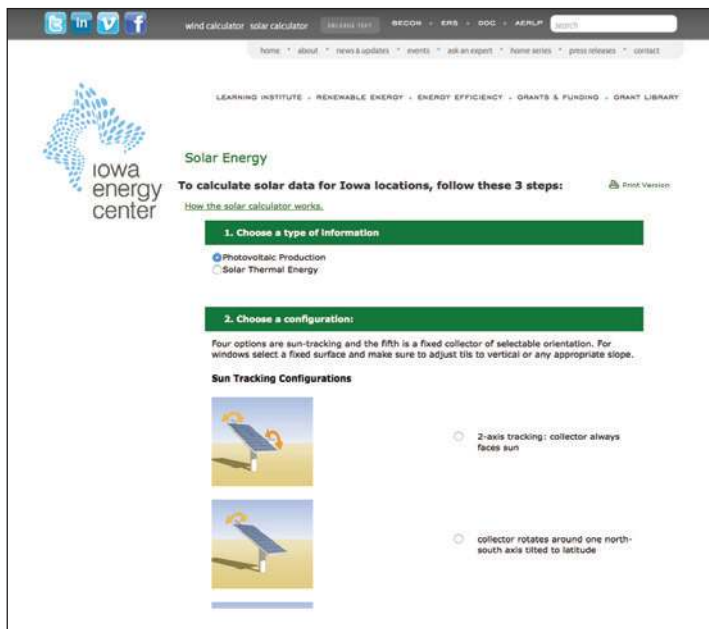 wind calculator solar calculator ENLARGE TEXT BECON • ERS • DOC • AERLP search
home * about * news & updates * events * ask an expert * home series * press releases * contact
LEARNING INSTITUTE • RENEWABLE ENERGY • ENERGY EFFICIENCY • GRANTS & FUNDING • GRANT LIBRARY
iowa
energy
center
Solar Energy
To calculate solar data for Iowa locations, follow these 3 steps:
Print Version
How the solar calculator works.
1. Choose a type of information
Photovoltaic Production
Solar Thermal Energy
2. Choose a configuration:
Four options are sun-tracking and the fifth is a fixed collector of selectable orientation. For
windows select a fixed surface and make sure to adjust tils to vertical or any appropriate slope.
Sun Tracking Configurations
2-axis tracking: collector always
faces sun
collector rotates around one north-
south axis tilted to latitude